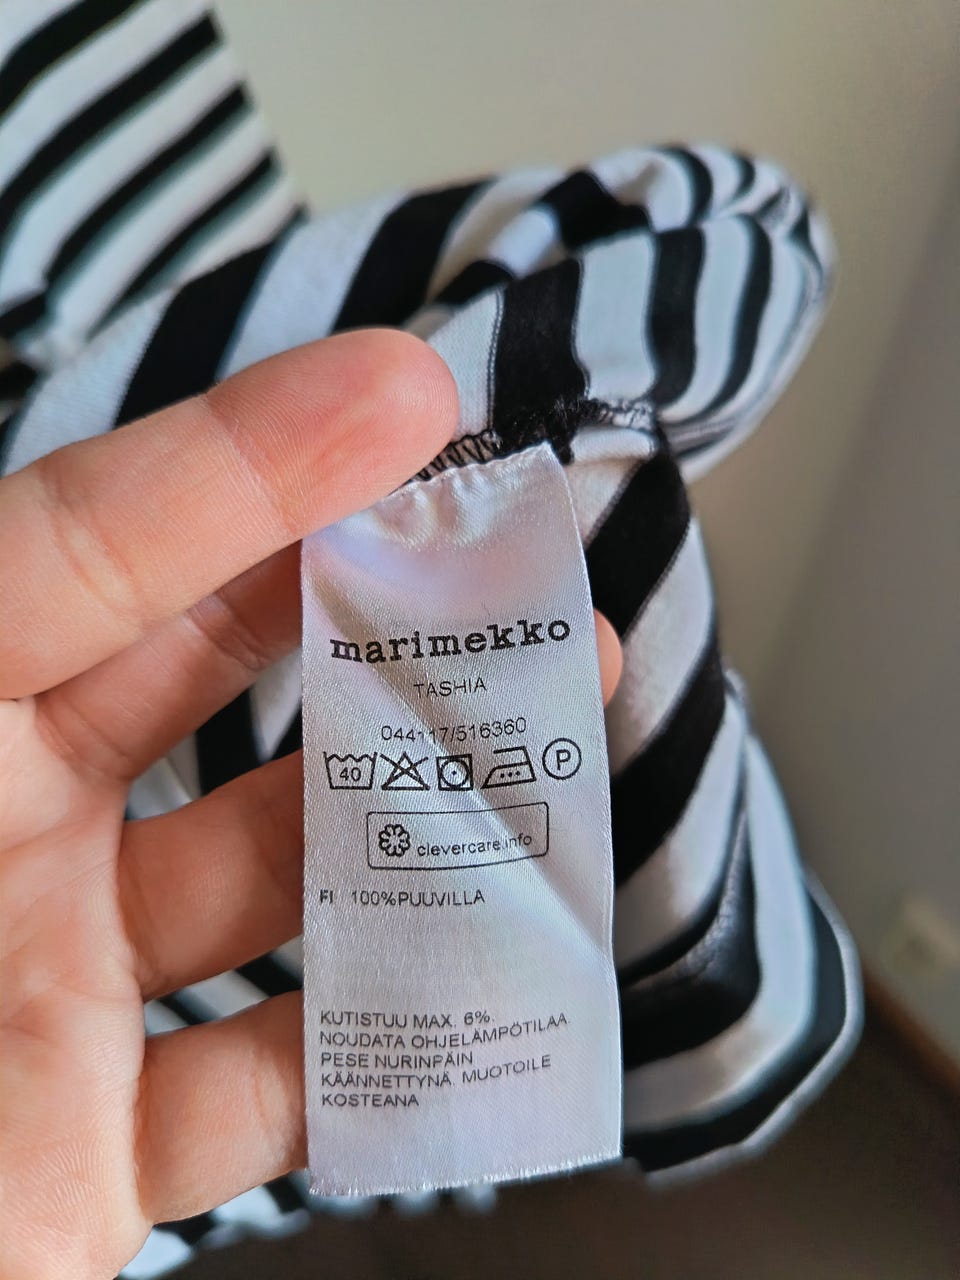 marimekko
TASHIA
044117/516360
40 P
clevercare.info
FI 100%PUUVILLA
KUTISTUU MAX. 6%.
NOUDATA OHJELÄMPÖTILAA.
PESE NURINPÄIN
KÄÄNNETTYNÄ. MUOTOILE
KOSTEANA